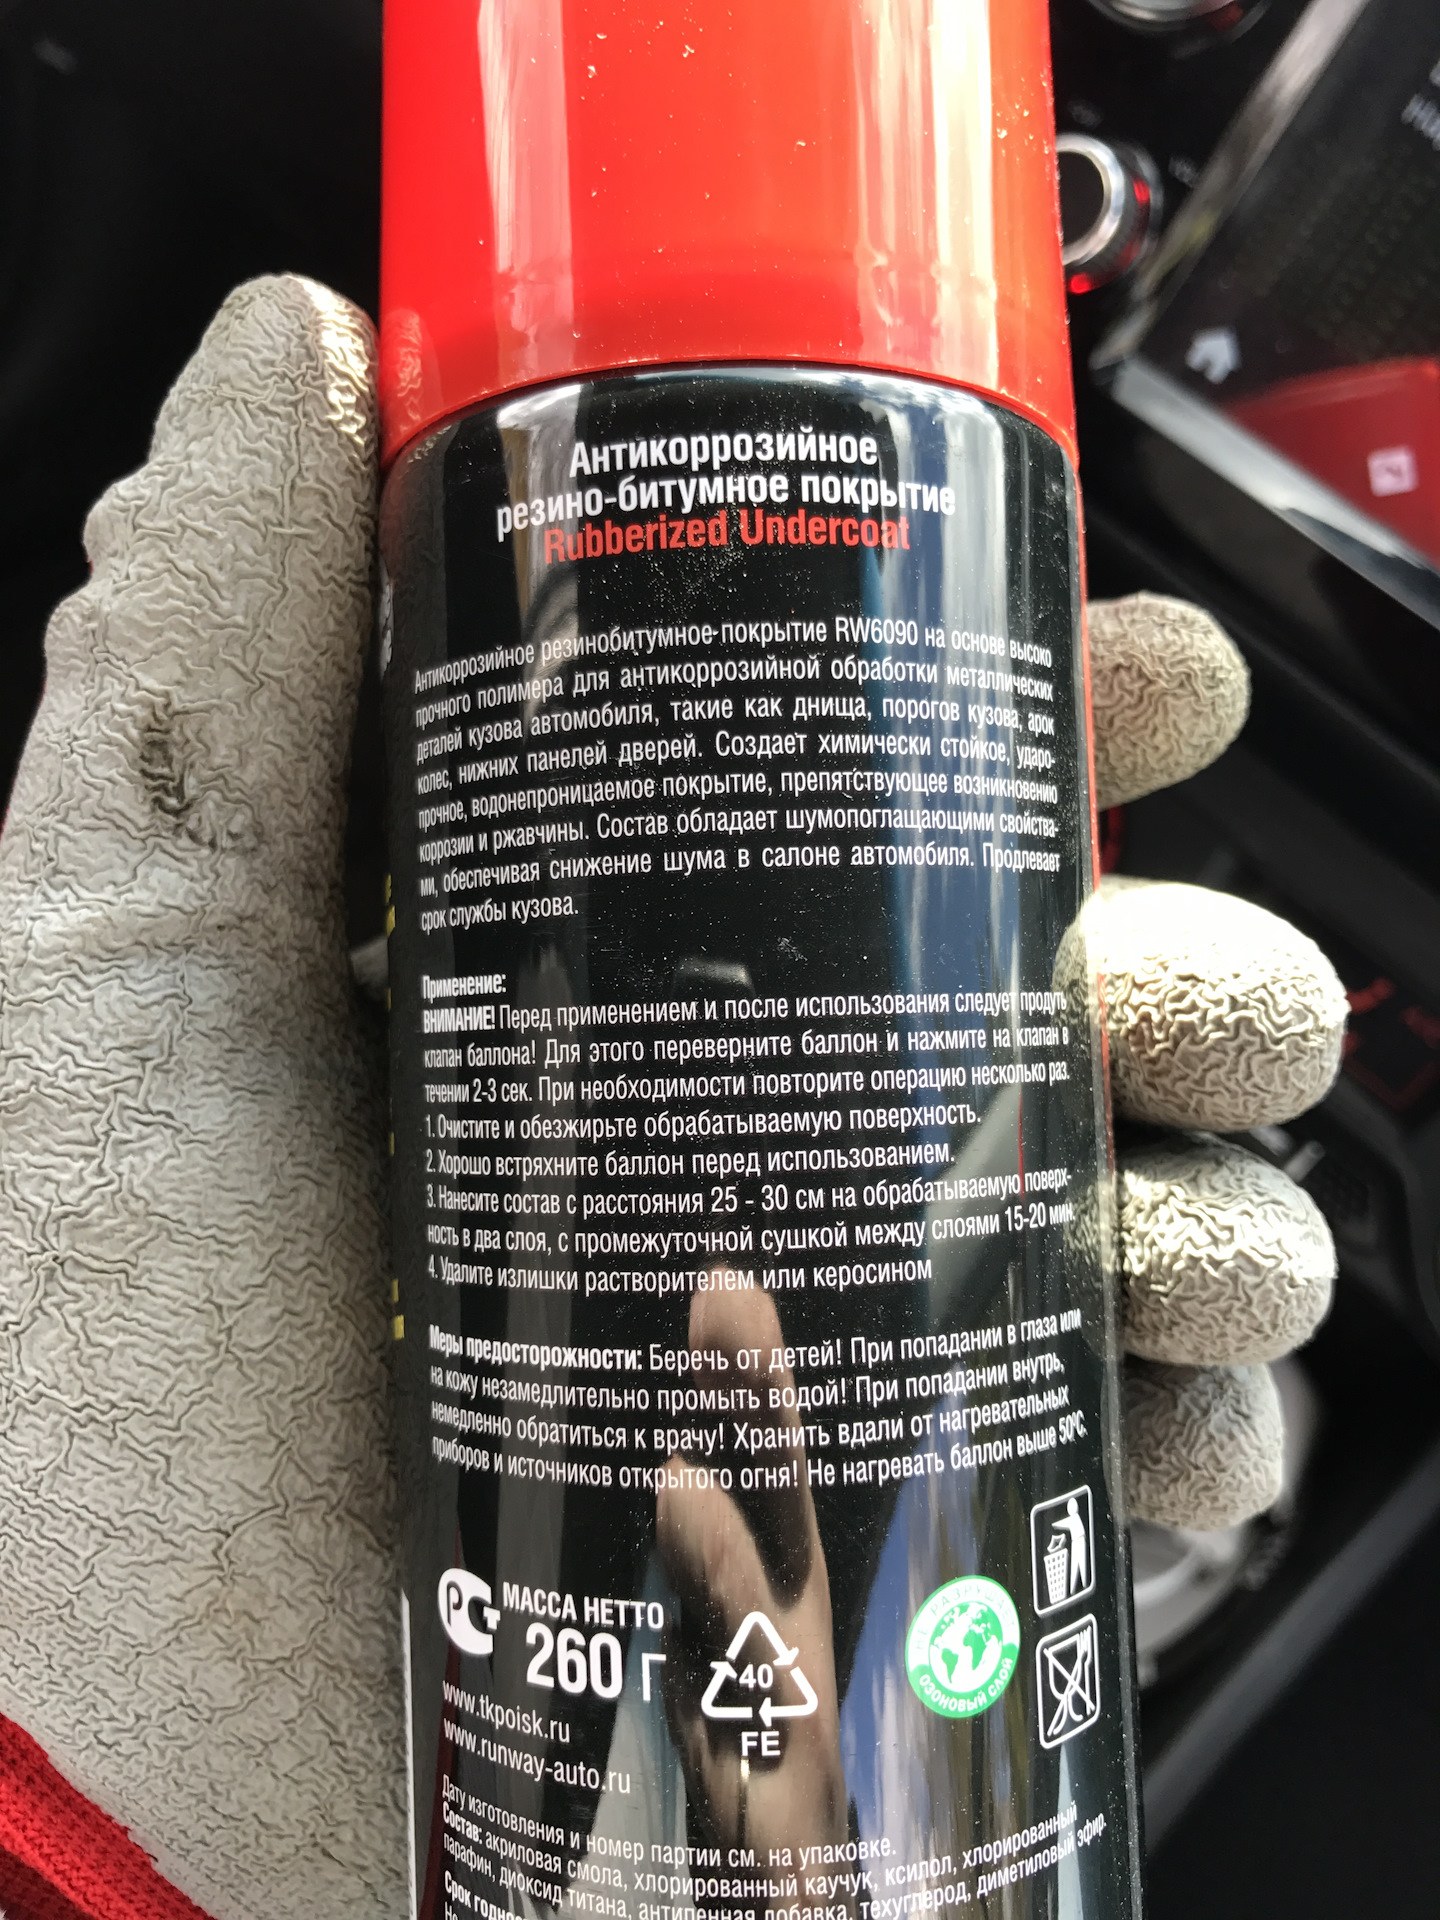 Антикоррозийное
резино-битумное покрытие
Rubberized Undercoat
Антикоррозийное резинобитумное покрытие RW6090 на основе высоко
прочного полимера для антикоррозийной обработки металлических
деталей кузова автомобиля, такие как днища, порогов кузова, арок
колес, нижних панелей дверей. Создает химически стойкое, ударо-
прочное, водонепроницаемое покрытие, препятствующее возникновению
коррозии и ржавчины. Состав обладает шумопоглащающими свойства-
ми, обеспечивая снижение шума в салоне автомобиля. Продлевает
срок службы кузова.
Применение:
ВНИМАНИЕ! Перед применением и после использования следует продуть
клапан баллона! Для этого переверните баллон и нажмите на клапан в
течении 2-3 сек. При необходимости повторите операцию несколько раз.
1. Очистите и обезжирьте обрабатываемую поверхность.
2. Хорошо встряхните баллон перед использованием.
3. Нанесите состав с расстояния 25 - 30 см на обрабатываемую поверх-
ность в два слоя, с промежуточной сушкой между слоями 15-20 мин.
4. Удалите излишки растворителем или керосином
Меры предосторожности: Беречь от детей! При попадании в глаза или
на кожу незамедлительно промыть водой! При попадании внутрь,
немедленно обратиться к врачу! Хранить вдали от нагревательных
приборов и источников открытого огня! Не нагревать баллон выше 50ºС.
РСТ
МАССА НЕТТО
260 Г
40
FE
НЕ РАЗРУШАЕТ
ОЗОНОВЫЙ СЛОЙ
www.tkpoisk.ru
www.runway-auto.ru
Дату изготовления и номер партии см. на упаковке.
Состав: акриловая смола, хлорированный каучук, ксилол, хлорированный
парафин, диоксид титана, антипенная добавка, техуглерод, диметиловый эфир.
Срок